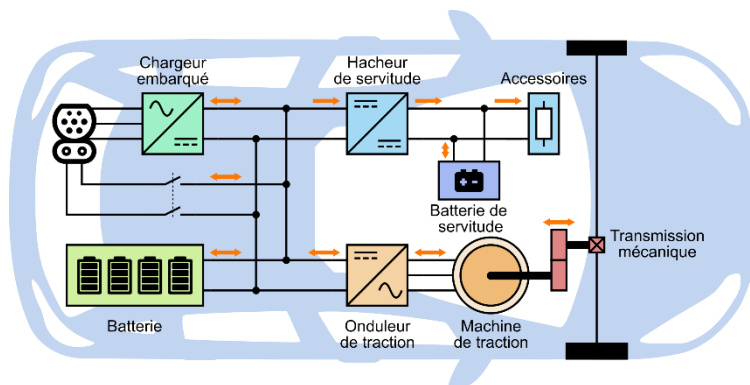 Chargeur
embarqué
Hacheur
de servitude
Accessoires
Batterie de
servitude
Transmission
mécanique
Batterie
Onduleur
de traction
Machine
de traction